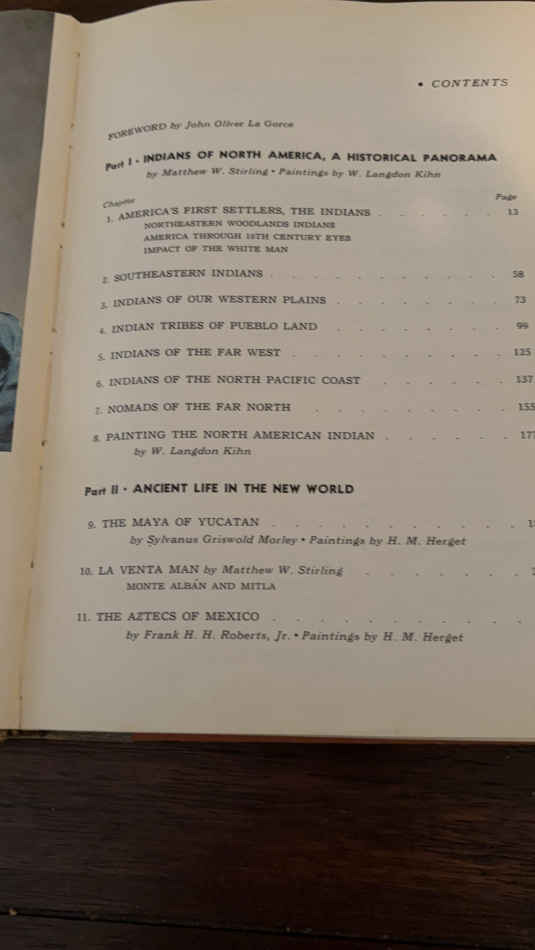 • CONTENTS
FOREWORD by John Oliver La Gorce
Part I • INDIANS OF NORTH AMERICA, A HISTORICAL PANORAMA
by Matthew W. Stirling • Paintings by W. Langdon Kihn
Chapter Page
1. AMERICA'S FIRST SETTLERS, THE INDIANS . . . . . . 13
NORTHEASTERN WOODLANDS INDIANS
AMERICA THROUGH 16TH CENTURY EYES
IMPACT OF THE WHITE MAN
2. SOUTHEASTERN INDIANS . . . . . . . . . . . 58
3. INDIANS OF OUR WESTERN PLAINS . . . . . . . . 73
4. INDIAN TRIBES OF PUEBLO LAND . . . . . . . . 99
5. INDIANS OF THE FAR WEST . . . . . . . . . . 125
6. INDIANS OF THE NORTH PACIFIC COAST . . . . . . 137
7. NOMADS OF THE FAR NORTH . . . . . . . . . 155
8. PAINTING THE NORTH AMERICAN INDIAN . . . . . . 177
by W. Langdon Kihn
Part II • ANCIENT LIFE IN THE NEW WORLD
9. THE MAYA OF YUCATAN . . . . . . . . . . . .
by Sylvanus Griswold Morley • Paintings by H. M. Herget
10. LA VENTA MAN by Matthew W. Stirling . . . . . . .
MONTE ALBÁN AND MITLA
11. THE AZTECS OF MEXICO . . . . . . . . . . . .
by Frank H. H. Roberts, Jr. • Paintings by H. M. Herget